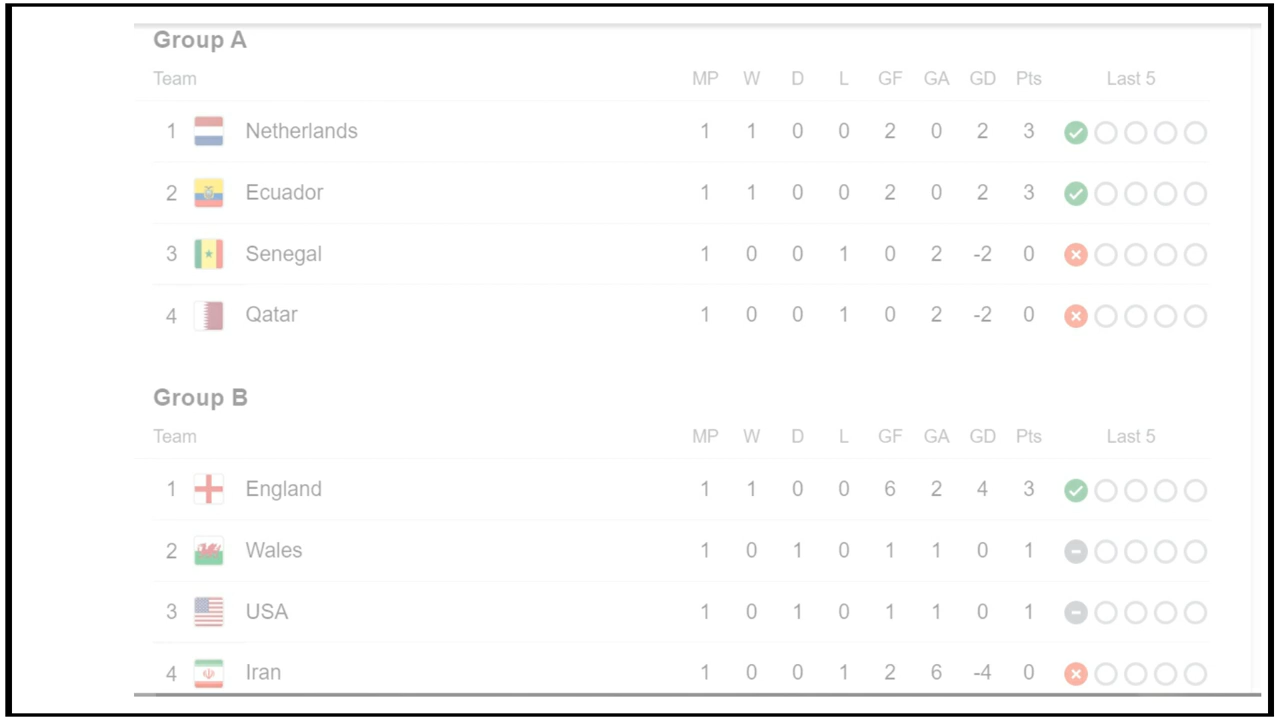 Group A
Team MP W D L GF GA GD Pts Last 5
1 Netherlands 1 1 0 0 2 0 2 3
2 Ecuador 1 1 0 0 2 0 2 3
3 Senegal 1 0 0 1 0 2 -2 0
4 Qatar 1 0 0 1 0 2 -2 0
Group B
Team MP W D L GF GA GD Pts Last 5
1 England 1 1 0 0 6 2 4 3
2 Wales 1 0 1 0 1 1 0 1
3 USA 1 0 1 0 1 1 0 1
4 Iran 1 0 0 1 2 6 -4 0